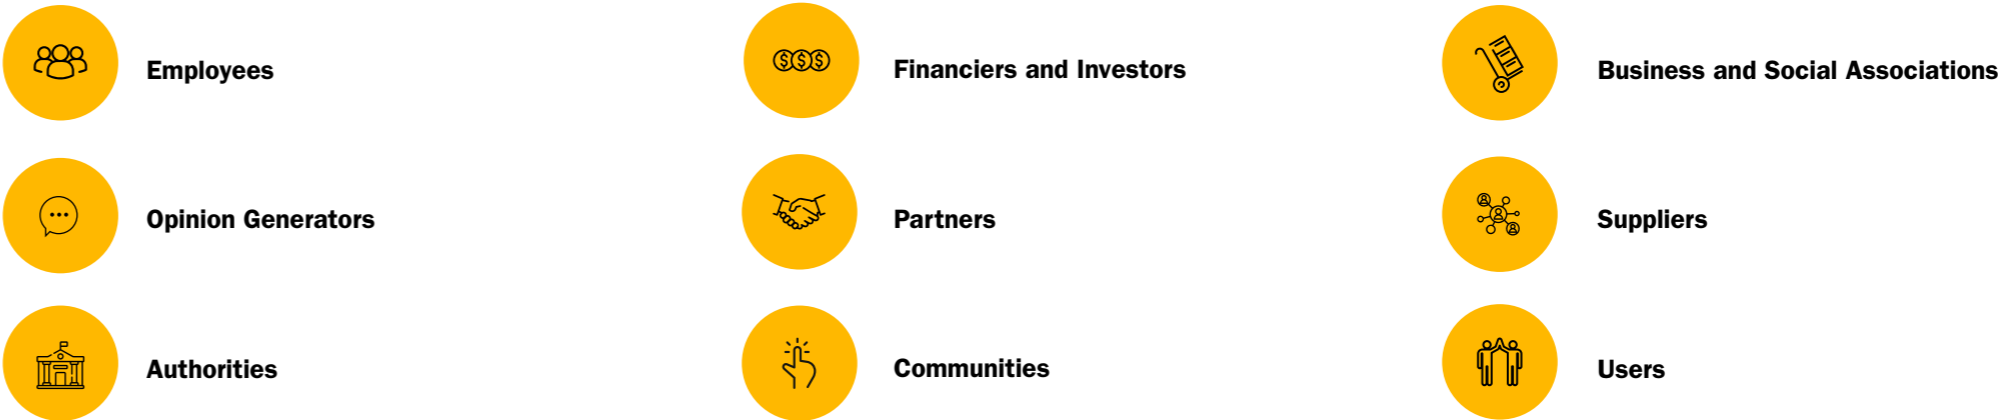 Employees
Financiers and Investors
Business and Social Associations
Opinion Generators
Partners
Suppliers
Authorities
Communities
Users